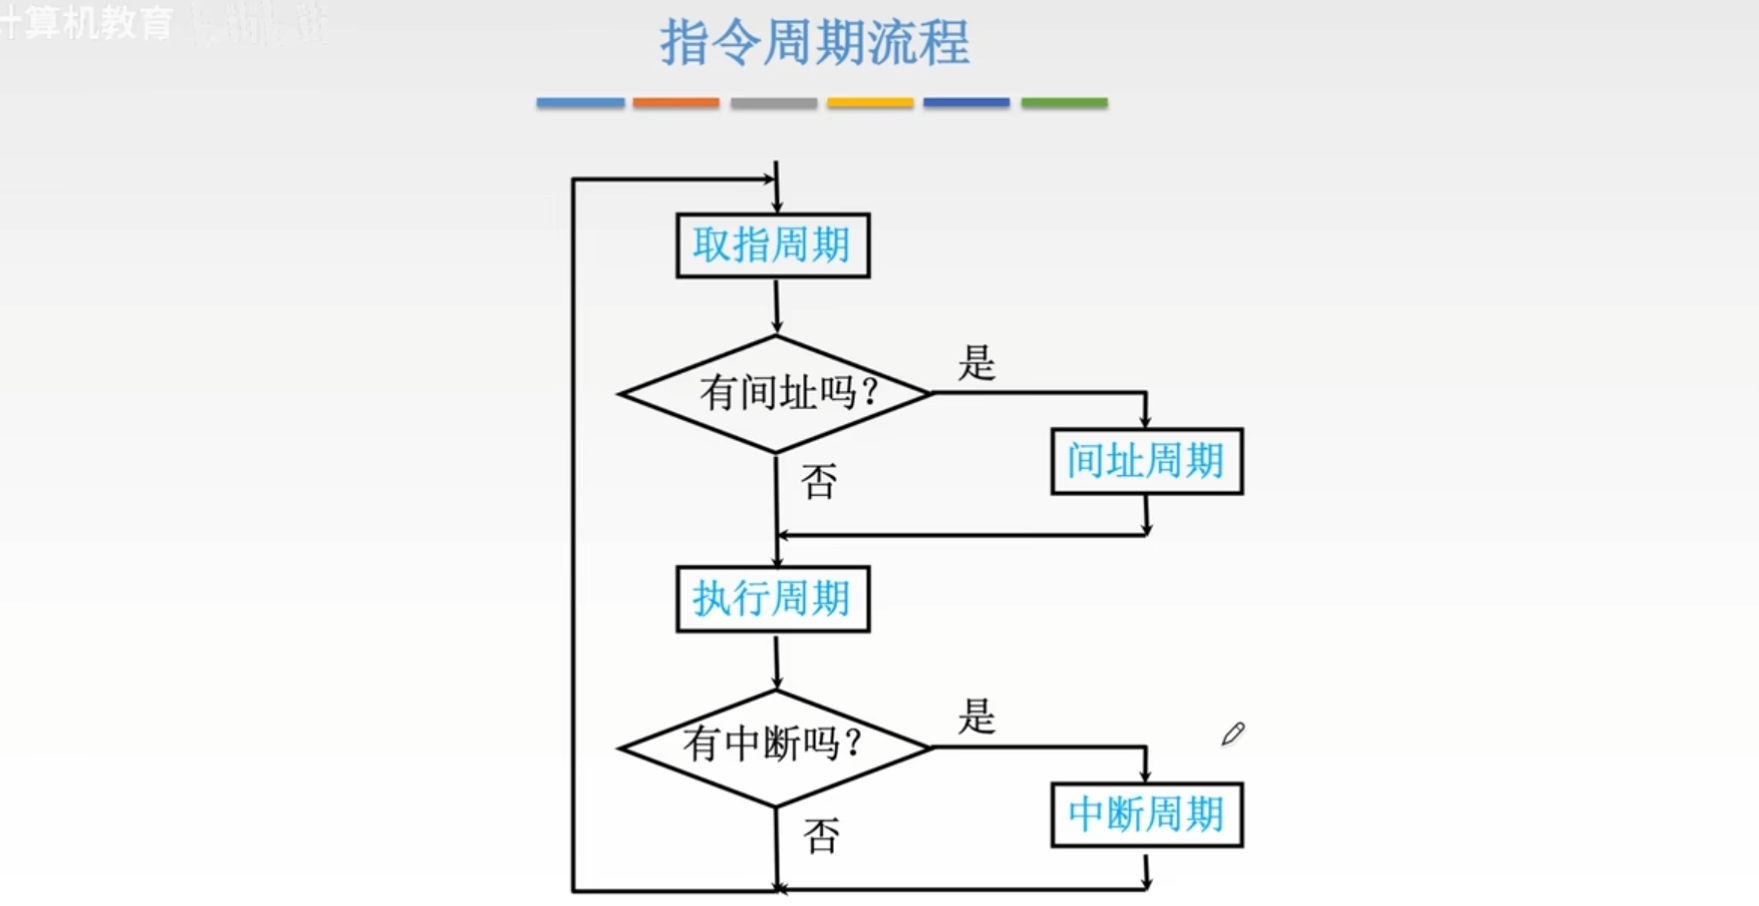 计算机教育
指令周期流程
取指周期
有间址吗?
是
间址周期
否
执行周期
有中断吗?
是
中断周期
否